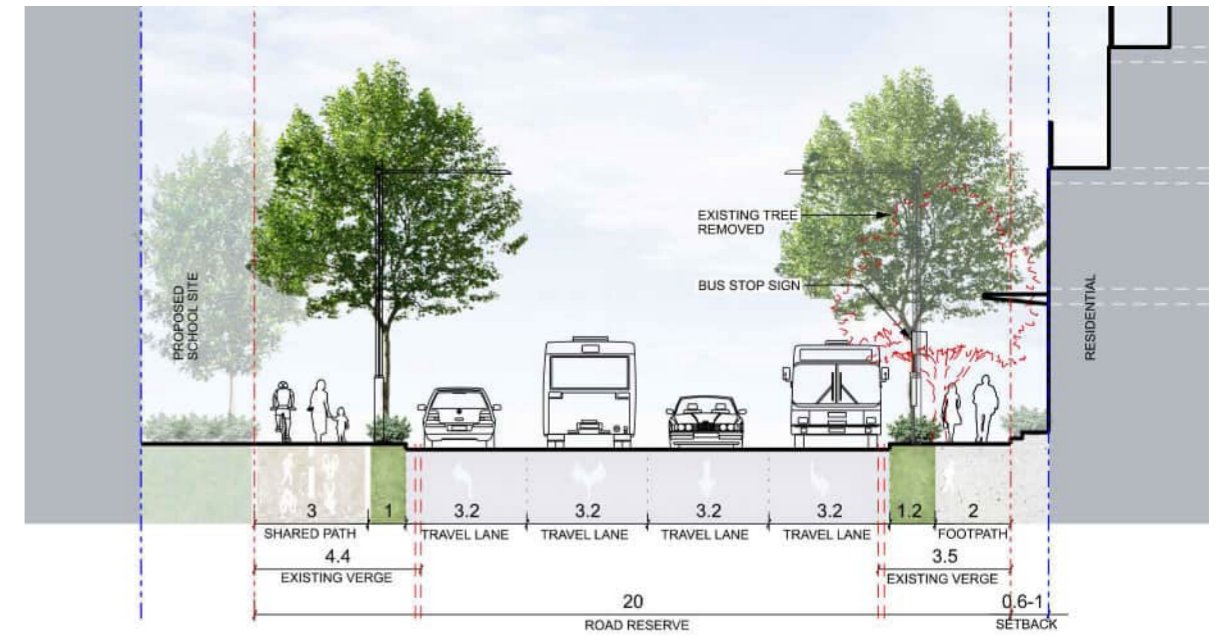 EXISTING TREE
REMOVED
BUS STOP SIGN
PROPOSED
SCHOOL SITE
RESIDENTIAL
3
1
3.2
3.2
3.2
3.2
1.2
2
SHARED PATH
TRAVEL LANE
TRAVEL LANE
TRAVEL LANE
TRAVEL LANE
FOOTPATH
4.4
3.5
EXISTING VERGE
EXISTING VERGE
20
0.6-1
ROAD RESERVE
SETBACK